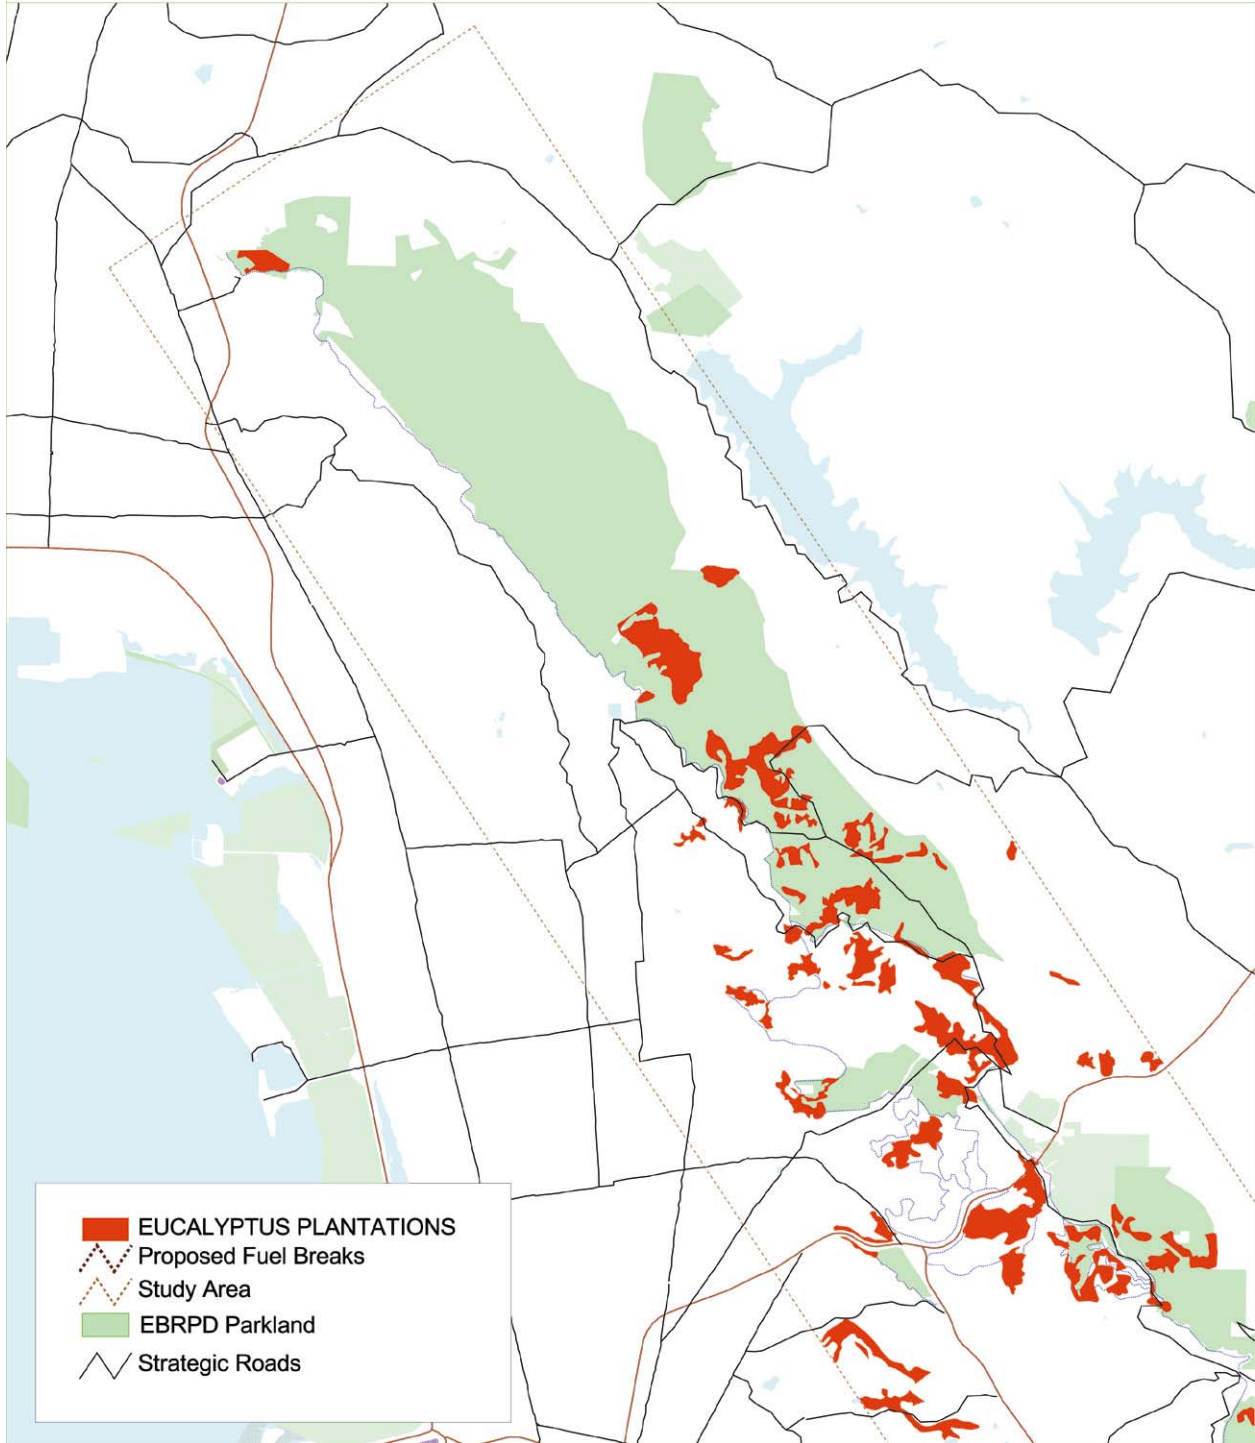 EUCALYPTUS PLANTATIONS
Proposed Fuel Breaks
Study Area
EBRPD Parkland
Strategic Roads